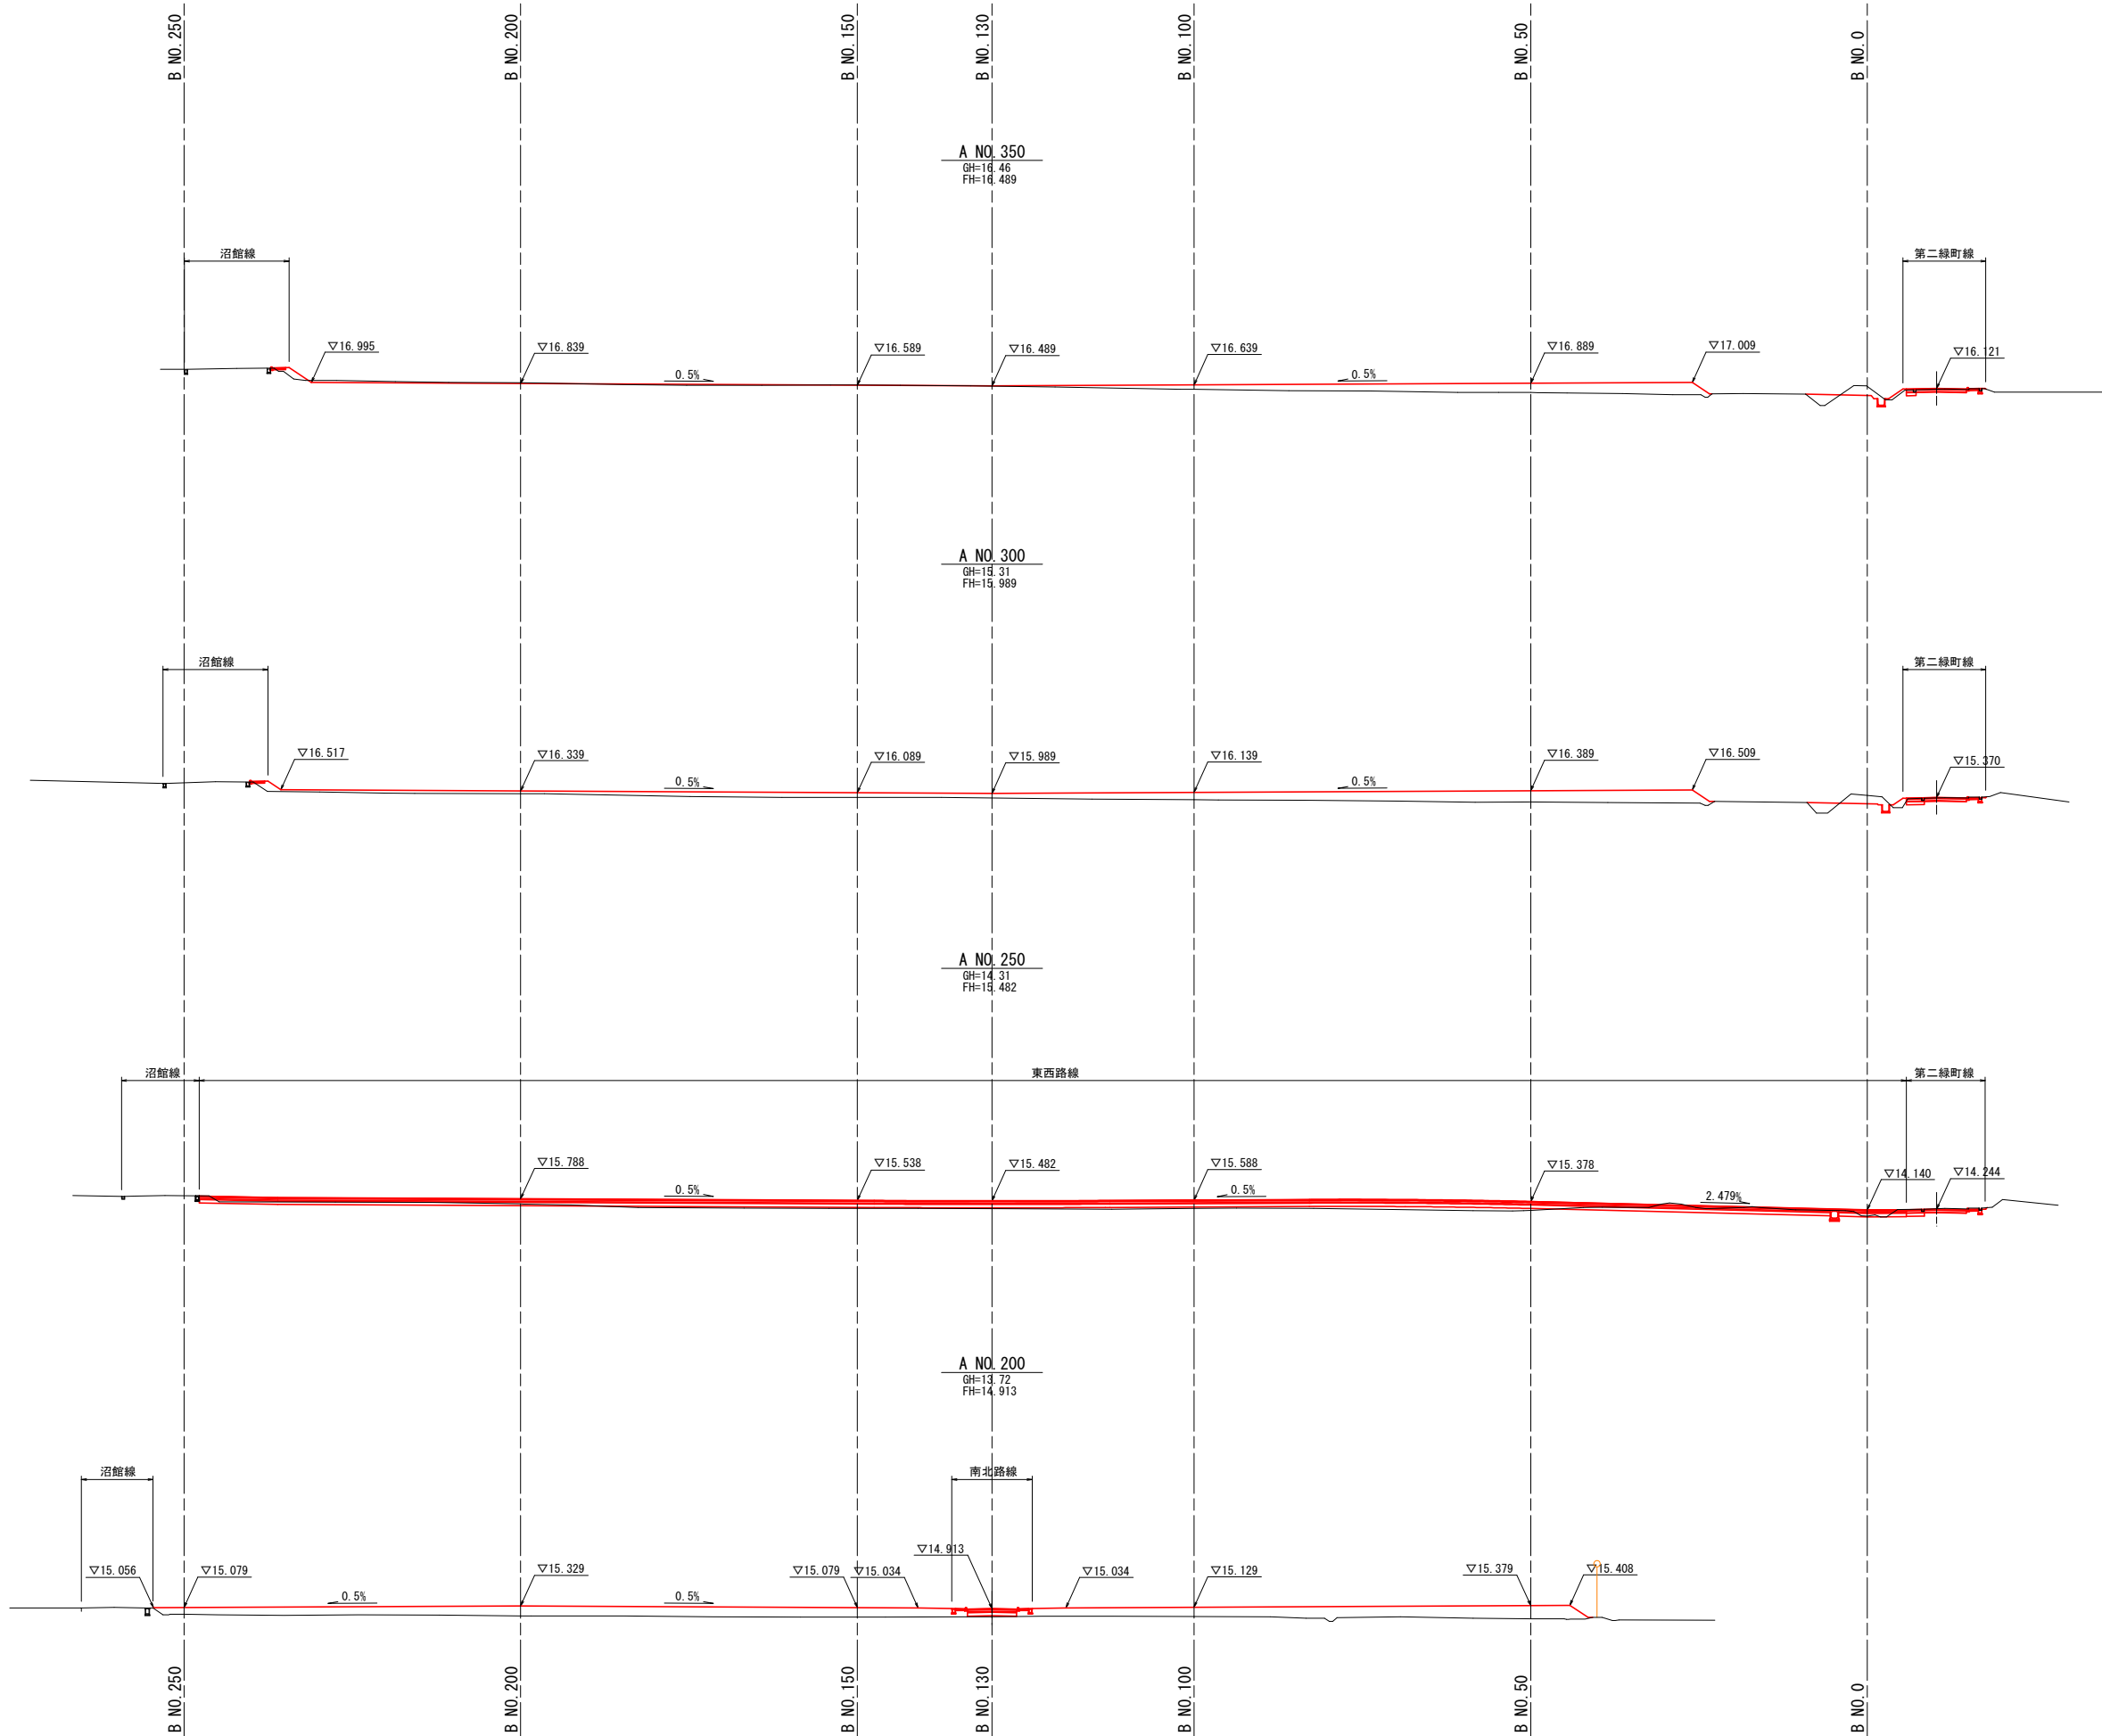 B NO.250
B NO.200
B NO.150
B NO.130
B NO.100
B NO.50
B NO.0
A NO.350
GH=16.46
FH=16.489
沼館線
第二緑町線
▽16.995
▽16.839
▽16.589
▽16.489
▽16.639
▽16.889
▽17.009
▽16.121
0.5%
0.5%
A NO.300
GH=15.31
FH=15.989
沼館線
第二緑町線
▽16.517
▽16.339
▽16.089
▽15.989
▽16.139
▽16.389
▽16.509
▽15.370
0.5%
0.5%
A NO.250
GH=14.31
FH=15.482
沼館線
東西路線
第二緑町線
▽15.788
▽15.538
▽15.482
▽15.588
▽15.378
▽14.140
▽14.244
0.5%
0.5%
2.479%
A NO.200
GH=13.72
FH=14.913
沼館線
南北路線
▽15.056
▽15.079
▽15.329
▽15.079
▽15.034
▽14.913
▽15.034
▽15.129
▽15.379
▽15.408
0.5%
0.5%
B NO.250
B NO.200
B NO.150
B NO.130
B NO.100
B NO.50
B NO.0